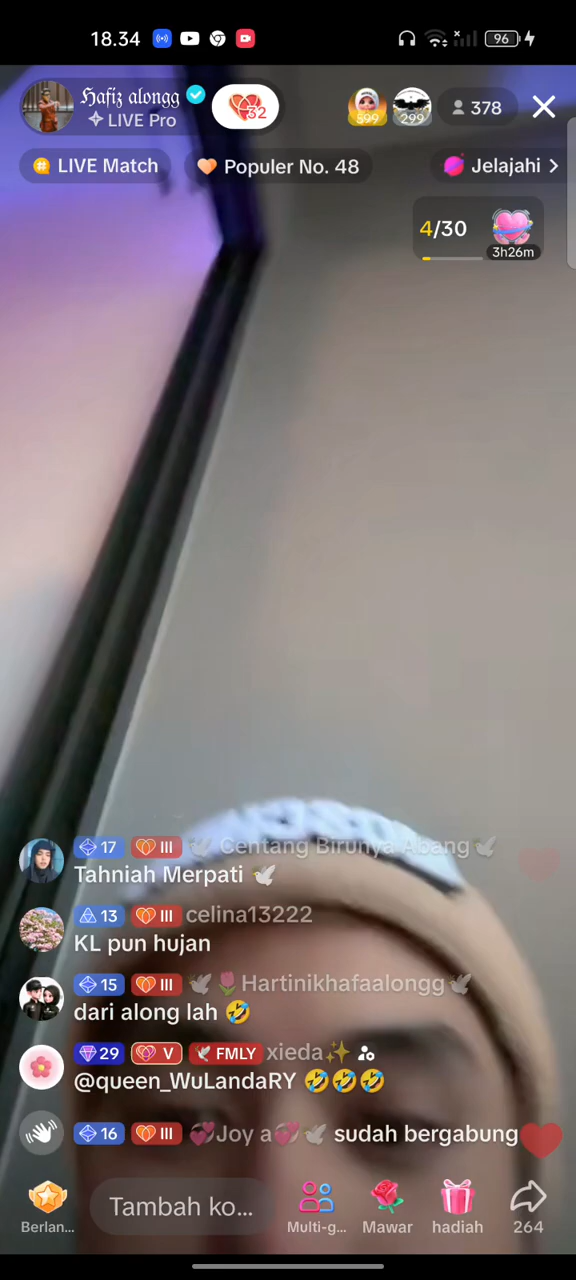 18.34
96
Hafiz alongg
LIVE Pro
32
599
299
378
LIVE Match
Populer No. 48
Jelajahi
4/30
3h26m
17 III 🕊️ Centang Birunya Abang🕊️
Tahniah Merpati 🕊️
13 III celina13222
KL pun hujan
15 III 🕊️🌷Hartinikhafaalongg🕊️
dari along lah 🤣
29 V FMLY xieda✨
@queen_WuLandaRY 🤣🤣🤣
16 III 💞Joy a💞🕊️ sudah bergabung
Berlan...
Tambah ko...
Multi-g...
Mawar
hadiah
264